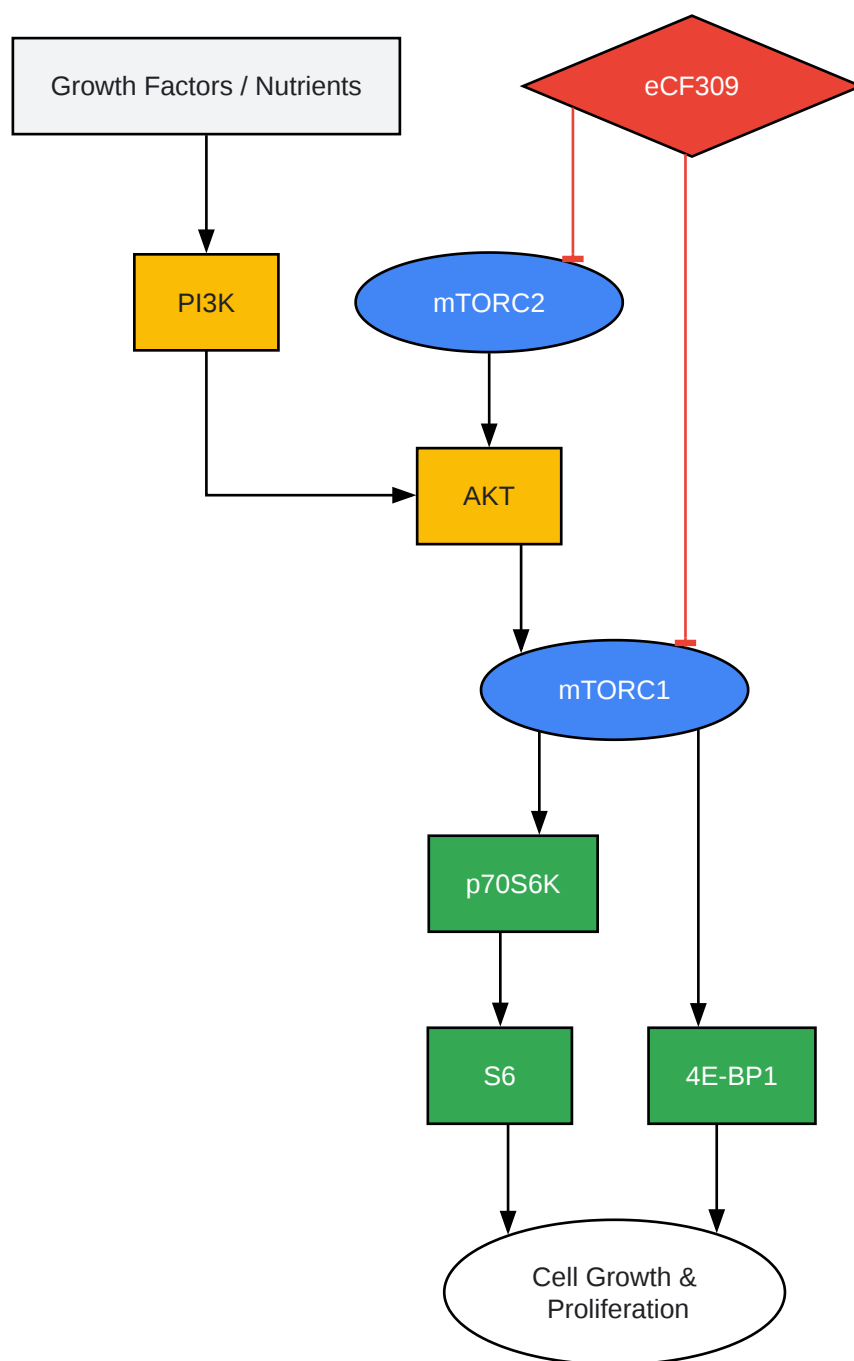 Growth Factors / Nutrients
eCF309
PI3K
mTORC2
AKT
mTORC1
p70S6K
S6
4E-BP1
Cell Growth &
Proliferation